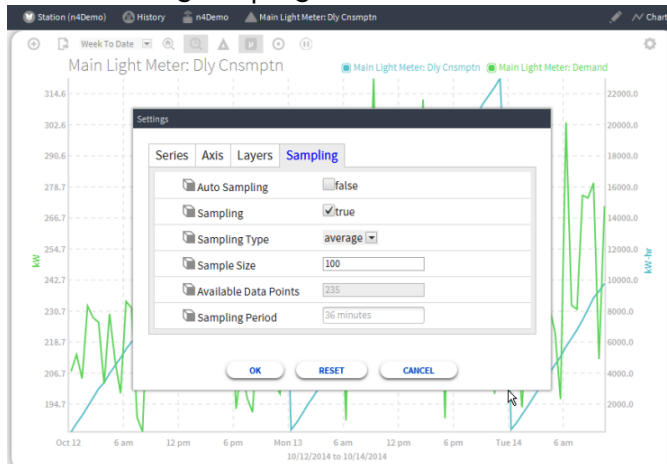 Station (n4Demo) History n4Demo Main Light Meter: Dly Cnsmptn Chart
Week To Date
Main Light Meter: Dly Cnsmptn
Main Light Meter: Dly Cnsmptn Main Light Meter: Demand
314.6 22000.0
Settings
302.6 20000.0
Series Axis Layers Sampling
290.6 18000.0
Auto Sampling false
278.7 16000.0
Sampling true
266.7 14000.0
Sampling Type average
254.7 12000.0
kW kW-hr
Sample Size 100
242.7 10000.0
Available Data Points 235
230.7 8000.0
Sampling Period 36 minutes
218.7 6000.0
OK RESET CANCEL
206.7 4000.0
194.7 2000.0
Oct 12 6 am 12 pm 6 pm Mon 13 6 am 12 pm 6 pm Tue 14 6 am
10/12/2014 to 10/14/2014